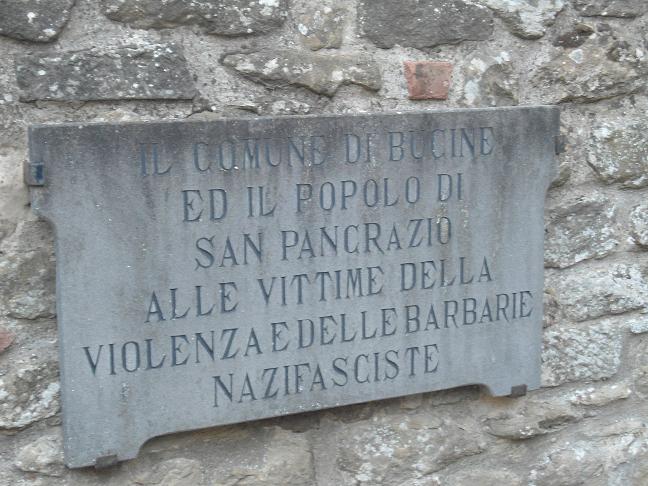 IL COMUNE DI BUCINE
ED IL POPOLO DI
SAN PANCRAZIO
ALLE VITTIME DELLA
VIOLENZA E DELLE BARBARIE
NAZIFASCISTE